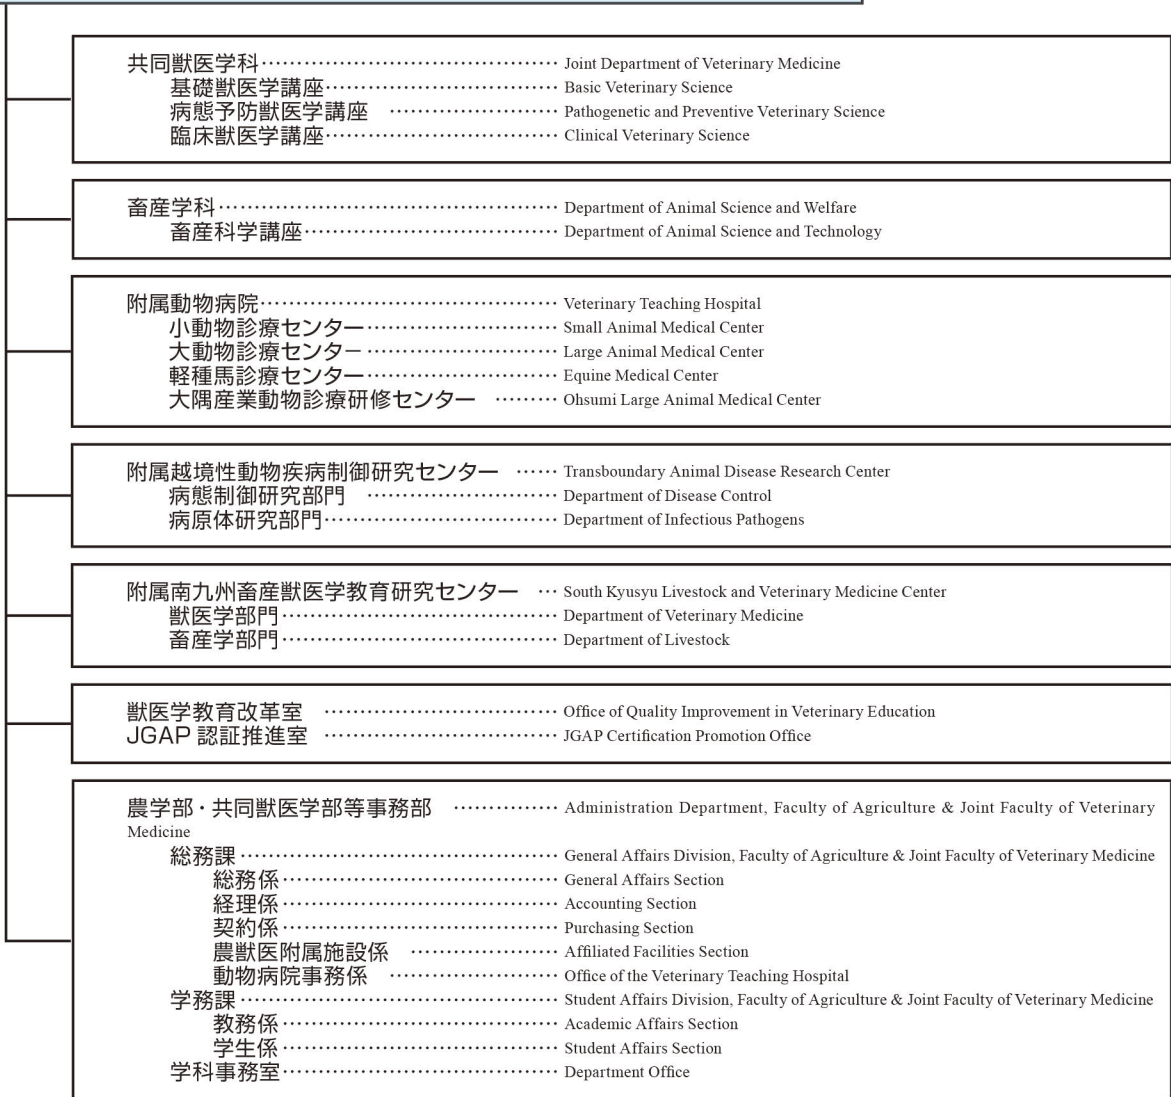 共同獣医学科…………………………………… Joint Department of Veterinary Medicine
基礎獣医学講座…………………………… Basic Veterinary Science
病態予防獣医学講座 …………………… Pathogenetic and Preventive Veterinary Science
臨床獣医学講座…………………………… Clinical Veterinary Science
畜産学科………………………………………… Department of Animal Science and Welfare
畜産科学講座……………………………… Department of Animal Science and Technology
附属動物病院…………………………………… Veterinary Teaching Hospital
小動物診療センター……………………… Small Animal Medical Center
大動物診療センター……………………… Large Animal Medical Center
軽種馬診療センター……………………… Equine Medical Center
大隅産業動物診療研修センター ……… Ohsumi Large Animal Medical Center
附属越境性動物疾病制御研究センター …… Transboundary Animal Disease Research Center
病態制御研究部門 ……………………… Department of Disease Control
病原体研究部門…………………………… Department of Infectious Pathogens
附属南九州畜産獣医学教育研究センター … South Kyusyu Livestock and Veterinary Medicine Center
獣医学部門………………………………… Department of Veterinary Medicine
畜産学部門………………………………… Department of Livestock
獣医学教育改革室 …………………………… Office of Quality Improvement in Veterinary Education
JGAP 認証推進室 …………………………… JGAP Certification Promotion Office
農学部・共同獣医学部等事務部 …………… Administration Department, Faculty of Agriculture & Joint Faculty of Veterinary
Medicine
総務課……………………………………… General Affairs Division, Faculty of Agriculture & Joint Faculty of Veterinary Medicine
総務係………………………………… General Affairs Section
経理係………………………………… Accounting Section
契約係………………………………… Purchasing Section
農獣医附属施設係 ………………… Affiliated Facilities Section
動物病院事務係 …………………… Office of the Veterinary Teaching Hospital
学務課……………………………………… Student Affairs Division, Faculty of Agriculture & Joint Faculty of Veterinary Medicine
教務係………………………………… Academic Affairs Section
学生係………………………………… Student Affairs Section
学科事務室………………………………… Department Office